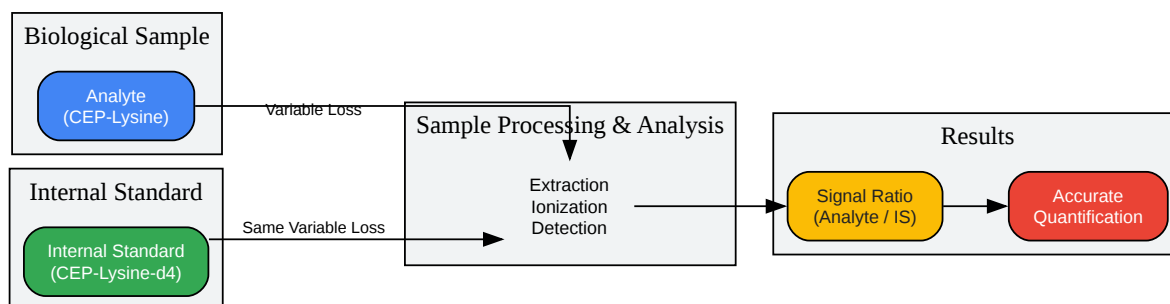 Biological Sample
Analyte
(CEP-Lysine)
Variable Loss
Internal Standard
Internal Standard
(CEP-Lysine-d4)
Same Variable Loss
Sample Processing & Analysis
Extraction
Ionization
Detection
Results
Signal Ratio
(Analyte / IS)
Accurate
Quantification